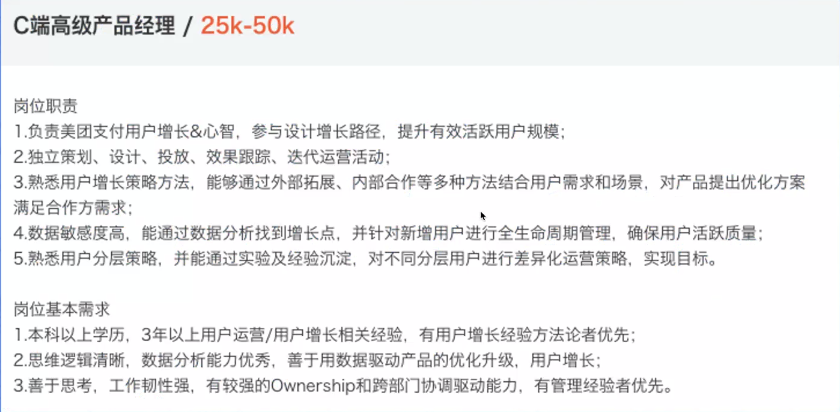 C端高级产品经理 / 25k-50k
岗位职责
1.负责美团支付用户增长&心智，参与设计增长路径，提升有效活跃用户规模；
2.独立策划、设计、投放、效果跟踪、迭代运营活动；
3.熟悉用户增长策略方法，能够通过外部拓展、内部合作等多种方法结合用户需求和场景，对产品提出优化方案
满足合作方需求；
4.数据敏感度高，能通过数据分析找到增长点，并针对新增用户进行全生命周期管理，确保用户活跃质量；
5.熟悉用户分层策略，并能通过实验及经验沉淀，对不同分层用户进行差异化运营策略，实现目标。
岗位基本需求
1.本科以上学历，3年以上用户运营/用户增长相关经验，有用户增长经验方法论者优先；
2.思维逻辑清晰，数据分析能力优秀，善于用数据驱动产品的优化升级，用户增长；
3.善于思考，工作韧性强，有较强的Ownership和跨部门协调驱动能力，有管理经验者优先。